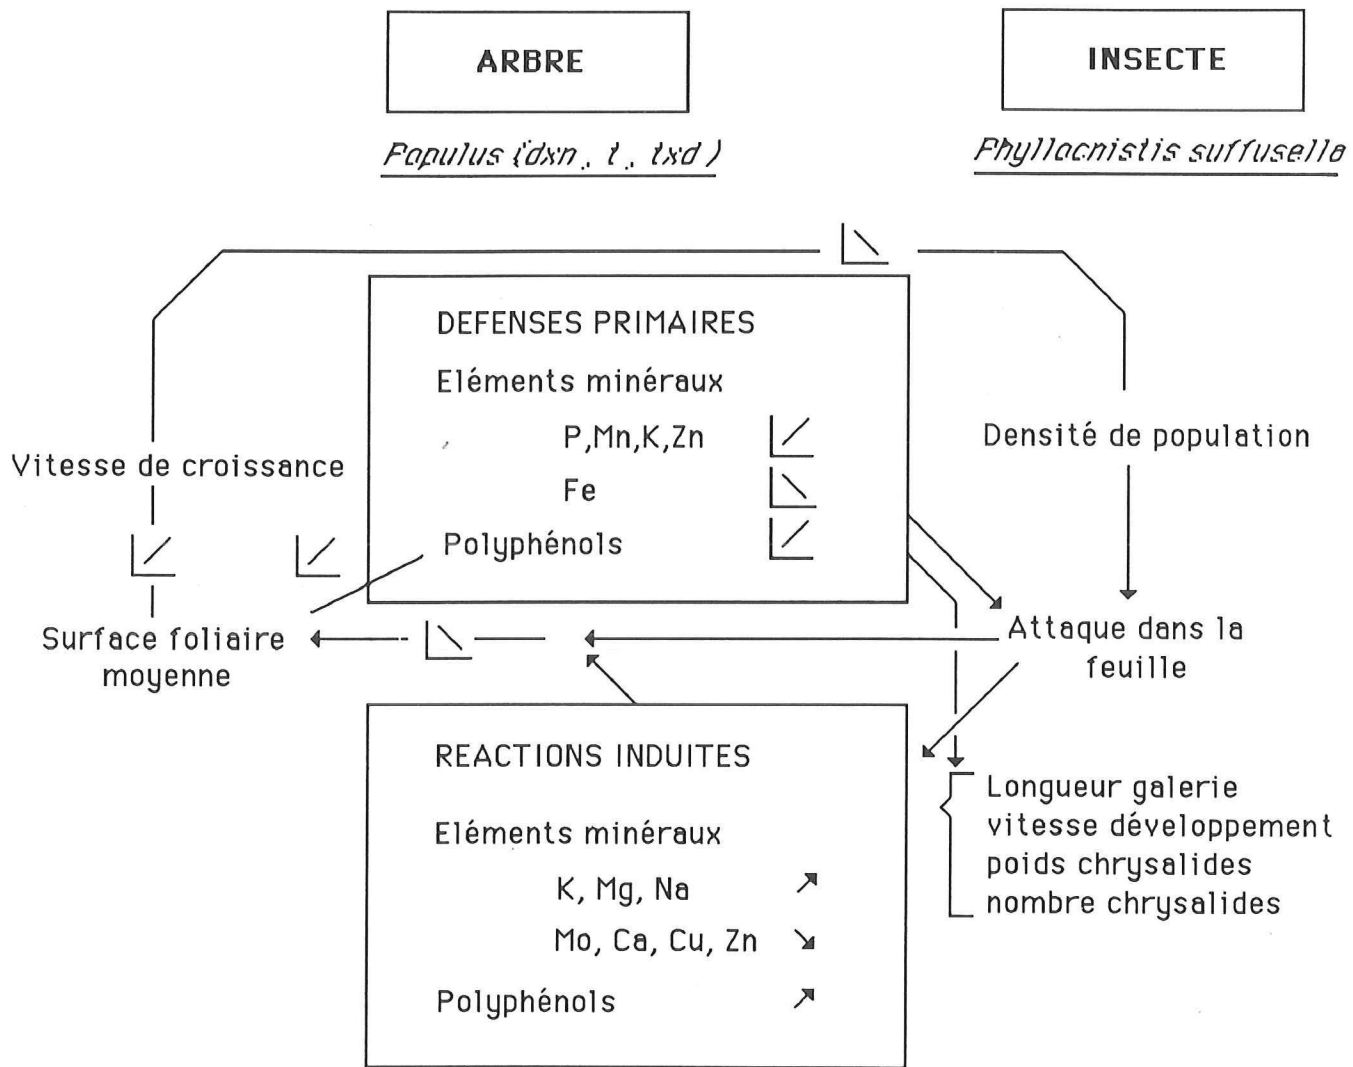 ARBRE
INSECTE
Populus (dxn, t, txd)
Phyllocnistis suffusella
DEFENSES PRIMAIRES
Eléments minéraux
P,Mn,K,Zn
Fe
Polyphénols
Vitesse de croissance
Densité de population
Surface foliaire
moyenne
Attaque dans la
feuille
REACTIONS INDUITES
Eléments minéraux
K, Mg, Na
Mo, Ca, Cu, Zn
Polyphénols
Longueur galerie
vitesse développement
poids chrysalides
nombre chrysalides